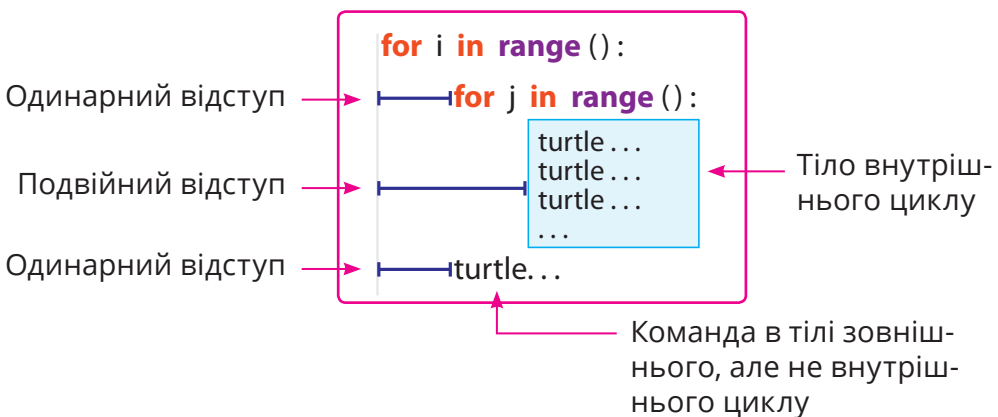 for i in range ( ) :
Одинарний відступ
for j in range ( ) :
turtle . . .
turtle . . .
turtle . . .
. . .
Подвійний відступ
Тіло внутріш-
нього циклу
Одинарний відступ
turtle. . .
Команда в тілі зовніш-
нього, але не внутріш-
нього циклу